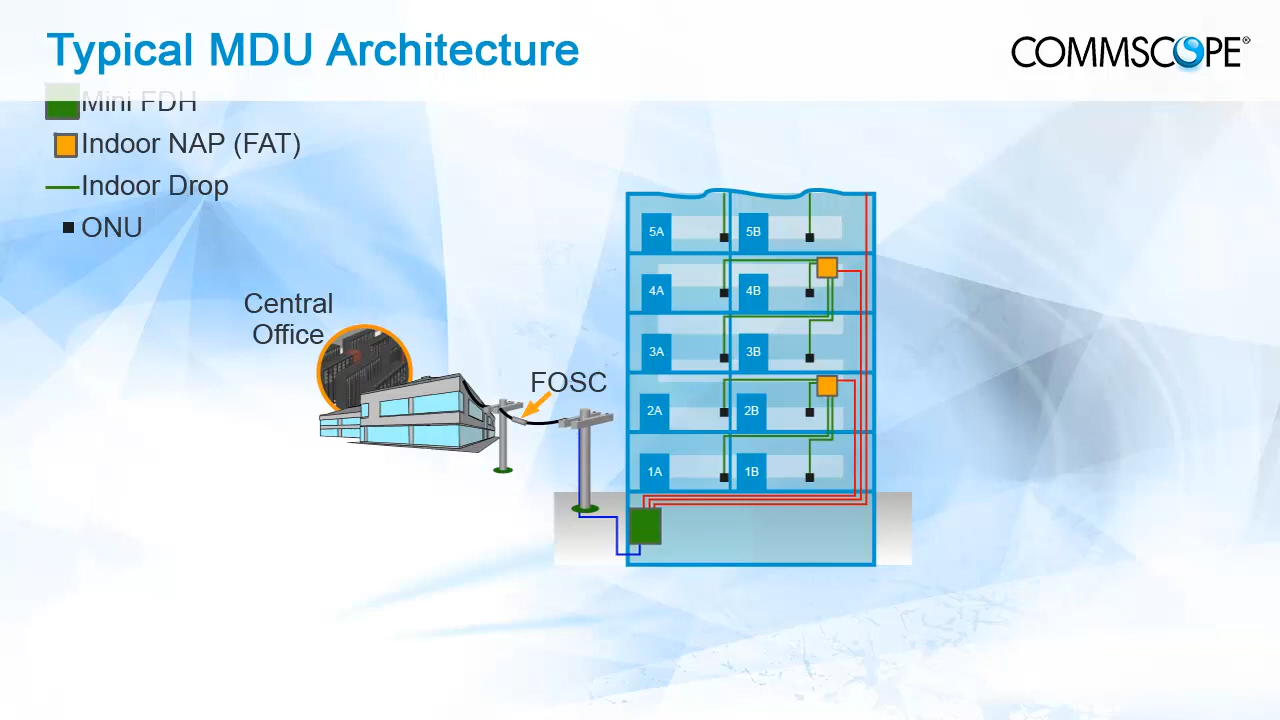 Typical MDU Architecture
COMMSCOPE®
Mini FDH
Indoor NAP (FAT)
Indoor Drop
ONU
Central
Office
FOSC
5A
5B
4A
4B
3A
3B
2A
2B
1A
1B